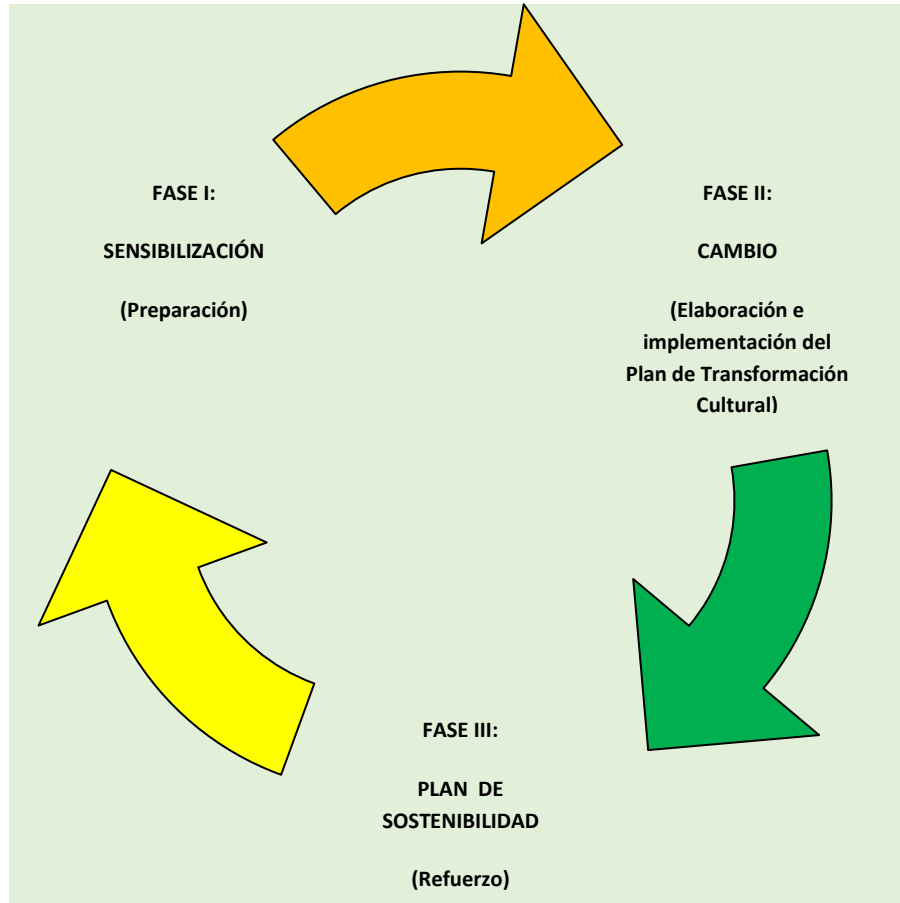 FASE I:
SENSIBILIZACIÓN
(Preparación)
FASE II:
CAMBIO
(Elaboración e
implementación del
Plan de Transformación
Cultural)
FASE III:
PLAN DE
SOSTENIBILIDAD
(Refuerzo)